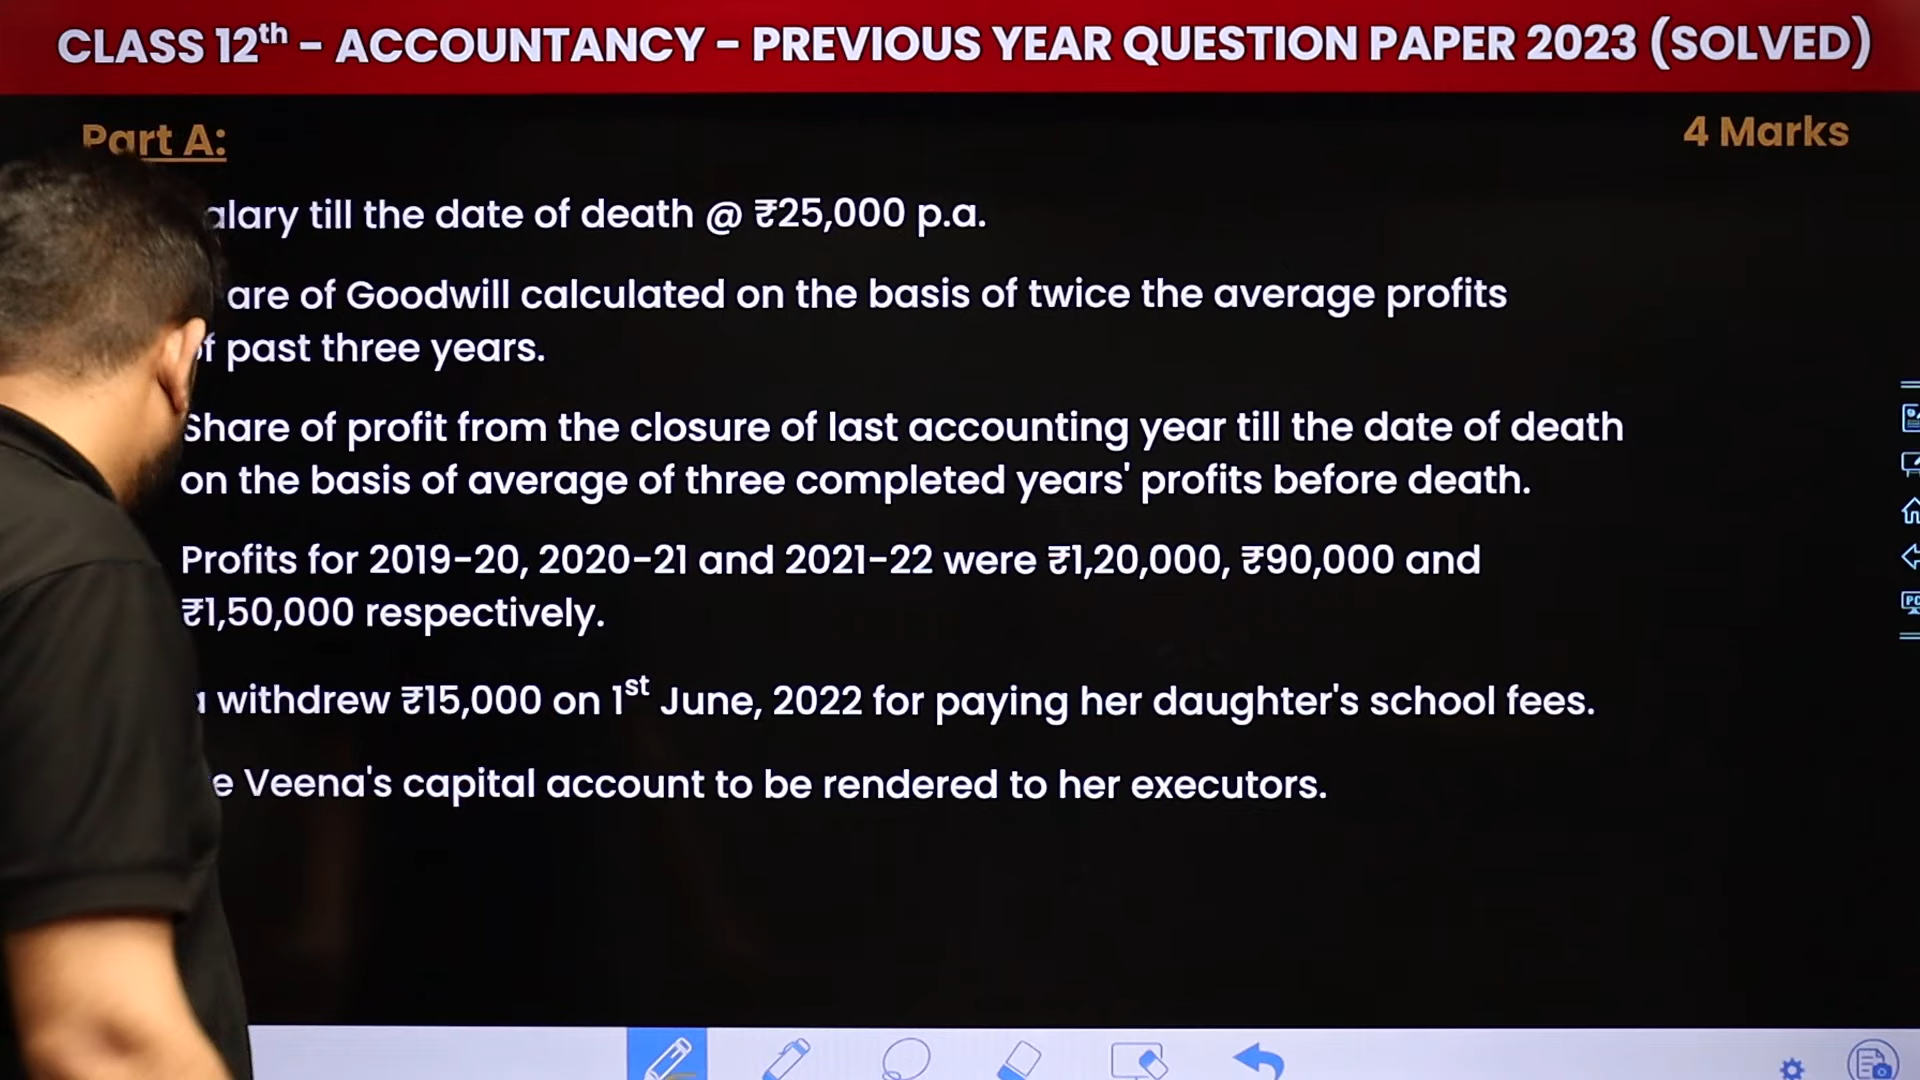 CLASS 12th - ACCOUNTANCY - PREVIOUS YEAR QUESTION PAPER 2023 (SOLVED)
Part A:
4 Marks
till the date of death @ ₹25,000 p.a.
of Goodwill calculated on the basis of twice the average profits
past three years.
Share of profit from the closure of last accounting year till the date of death
on the basis of average of three completed years' profits before death.
Profits for 2019-20, 2020-21 and 2021-22 were ₹1,20,000, ₹90,000 and
₹1,50,000 respectively.
withdrew ₹15,000 on 1st June, 2022 for paying her daughter's school fees.
Veena's capital account to be rendered to her executors.